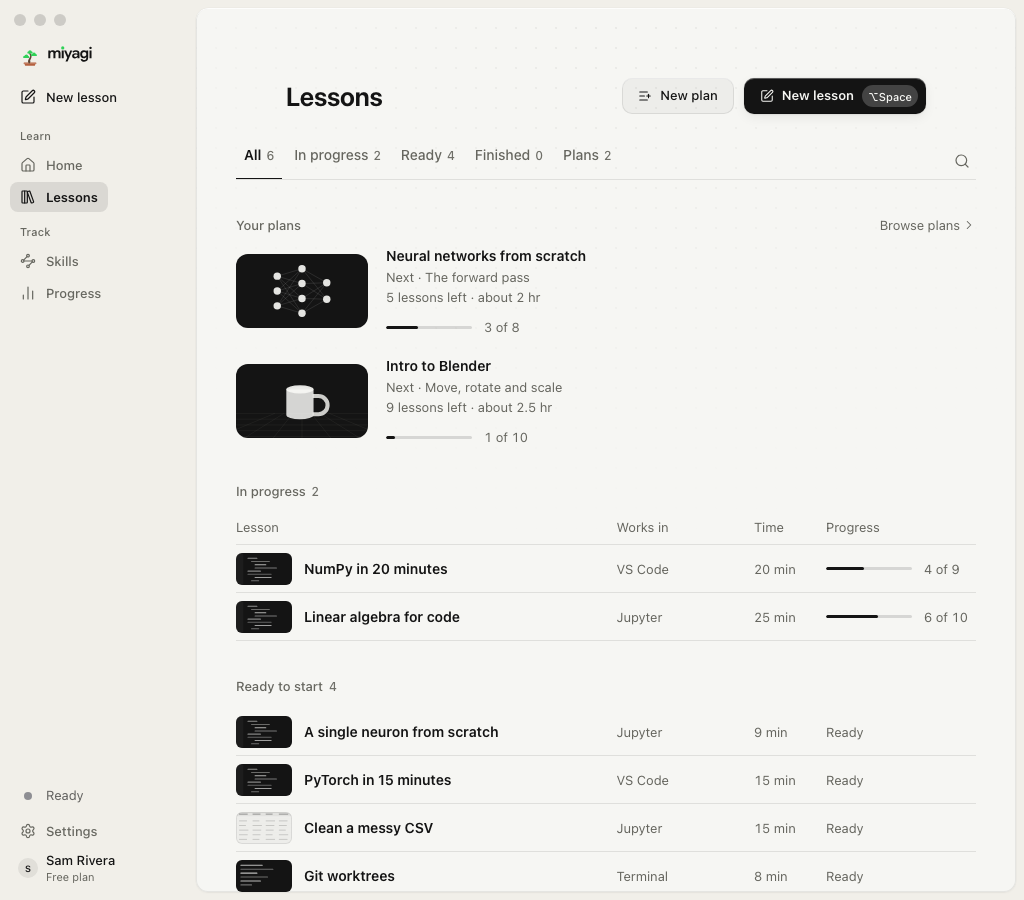 miyagi
New lesson
Learn
Home
Lessons
Track
Skills
Progress
Ready
Settings
S
Sam Rivera
Free plan
Lessons
New plan
New lesson ⌥Space
All 6 In progress 2 Ready 4 Finished 0 Plans 2
Your plans
Browse plans
Neural networks from scratch
Next · The forward pass
5 lessons left · about 2 hr
3 of 8
Intro to Blender
Next · Move, rotate and scale
9 lessons left · about 2.5 hr
1 of 10
In progress 2
Lesson Works in Time Progress
NumPy in 20 minutes VS Code 20 min 4 of 9
Linear algebra for code Jupyter 25 min 6 of 10
Ready to start 4
A single neuron from scratch Jupyter 9 min Ready
PyTorch in 15 minutes VS Code 15 min Ready
Clean a messy CSV Jupyter 15 min Ready
Git worktrees Terminal 8 min Ready